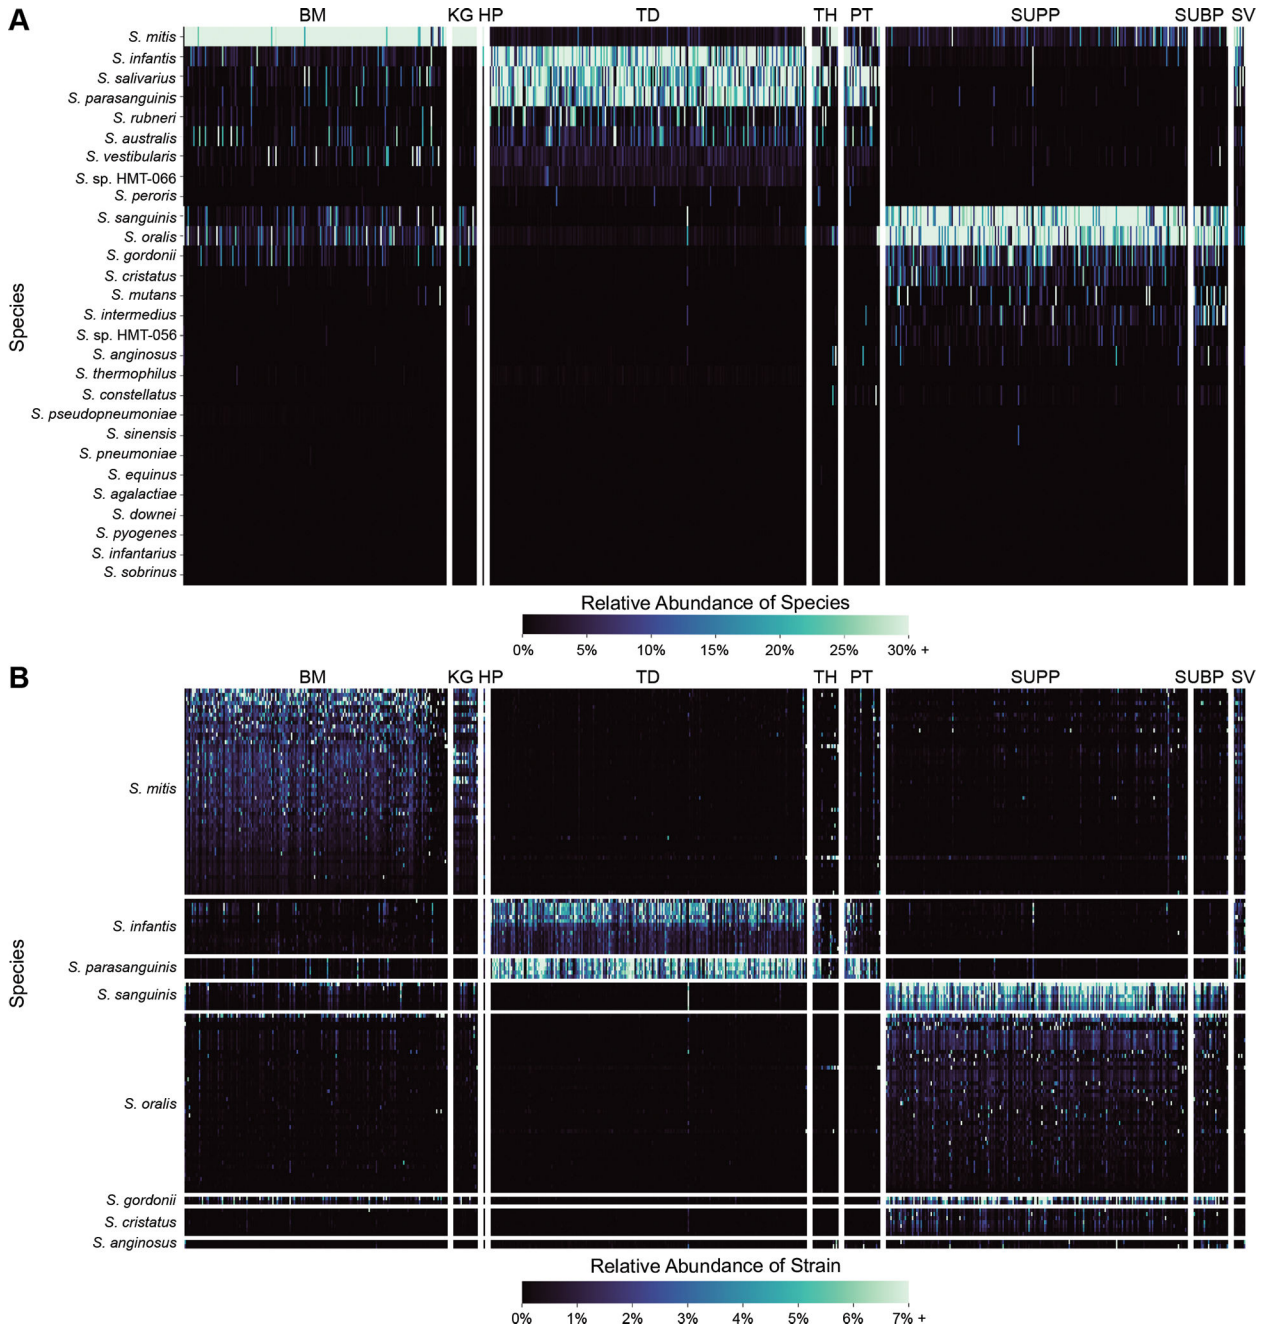 A
BM KG HP TD TH PT SUPP SUBP SV
Species
S. mitis
S. infantis
S. salivarius
S. parasanguinis
S. rubneri
S. australis
S. vestibularis
S. sp. HMT-066
S. peroris
S. sanguinis
S. oralis
S. gordonii
S. cristatus
S. mutans
S. intermedius
S. sp. HMT-056
S. anginosus
S. thermophilus
S. constellatus
S. pseudopneumoniae
S. sinensis
S. pneumoniae
S. equinus
S. agalactiae
S. downei
S. pyogenes
S. infantarius
S. sobrinus
Relative Abundance of Species
0% 5% 10% 15% 20% 25% 30% +
B
BM KG HP TD TH PT SUPP SUBP SV
Species
S. mitis
S. infantis
S. parasanguinis
S. sanguinis
S. oralis
S. gordonii
S. cristatus
S. anginosus
Relative Abundance of Strain
0% 1% 2% 3% 4% 5% 6% 7% +